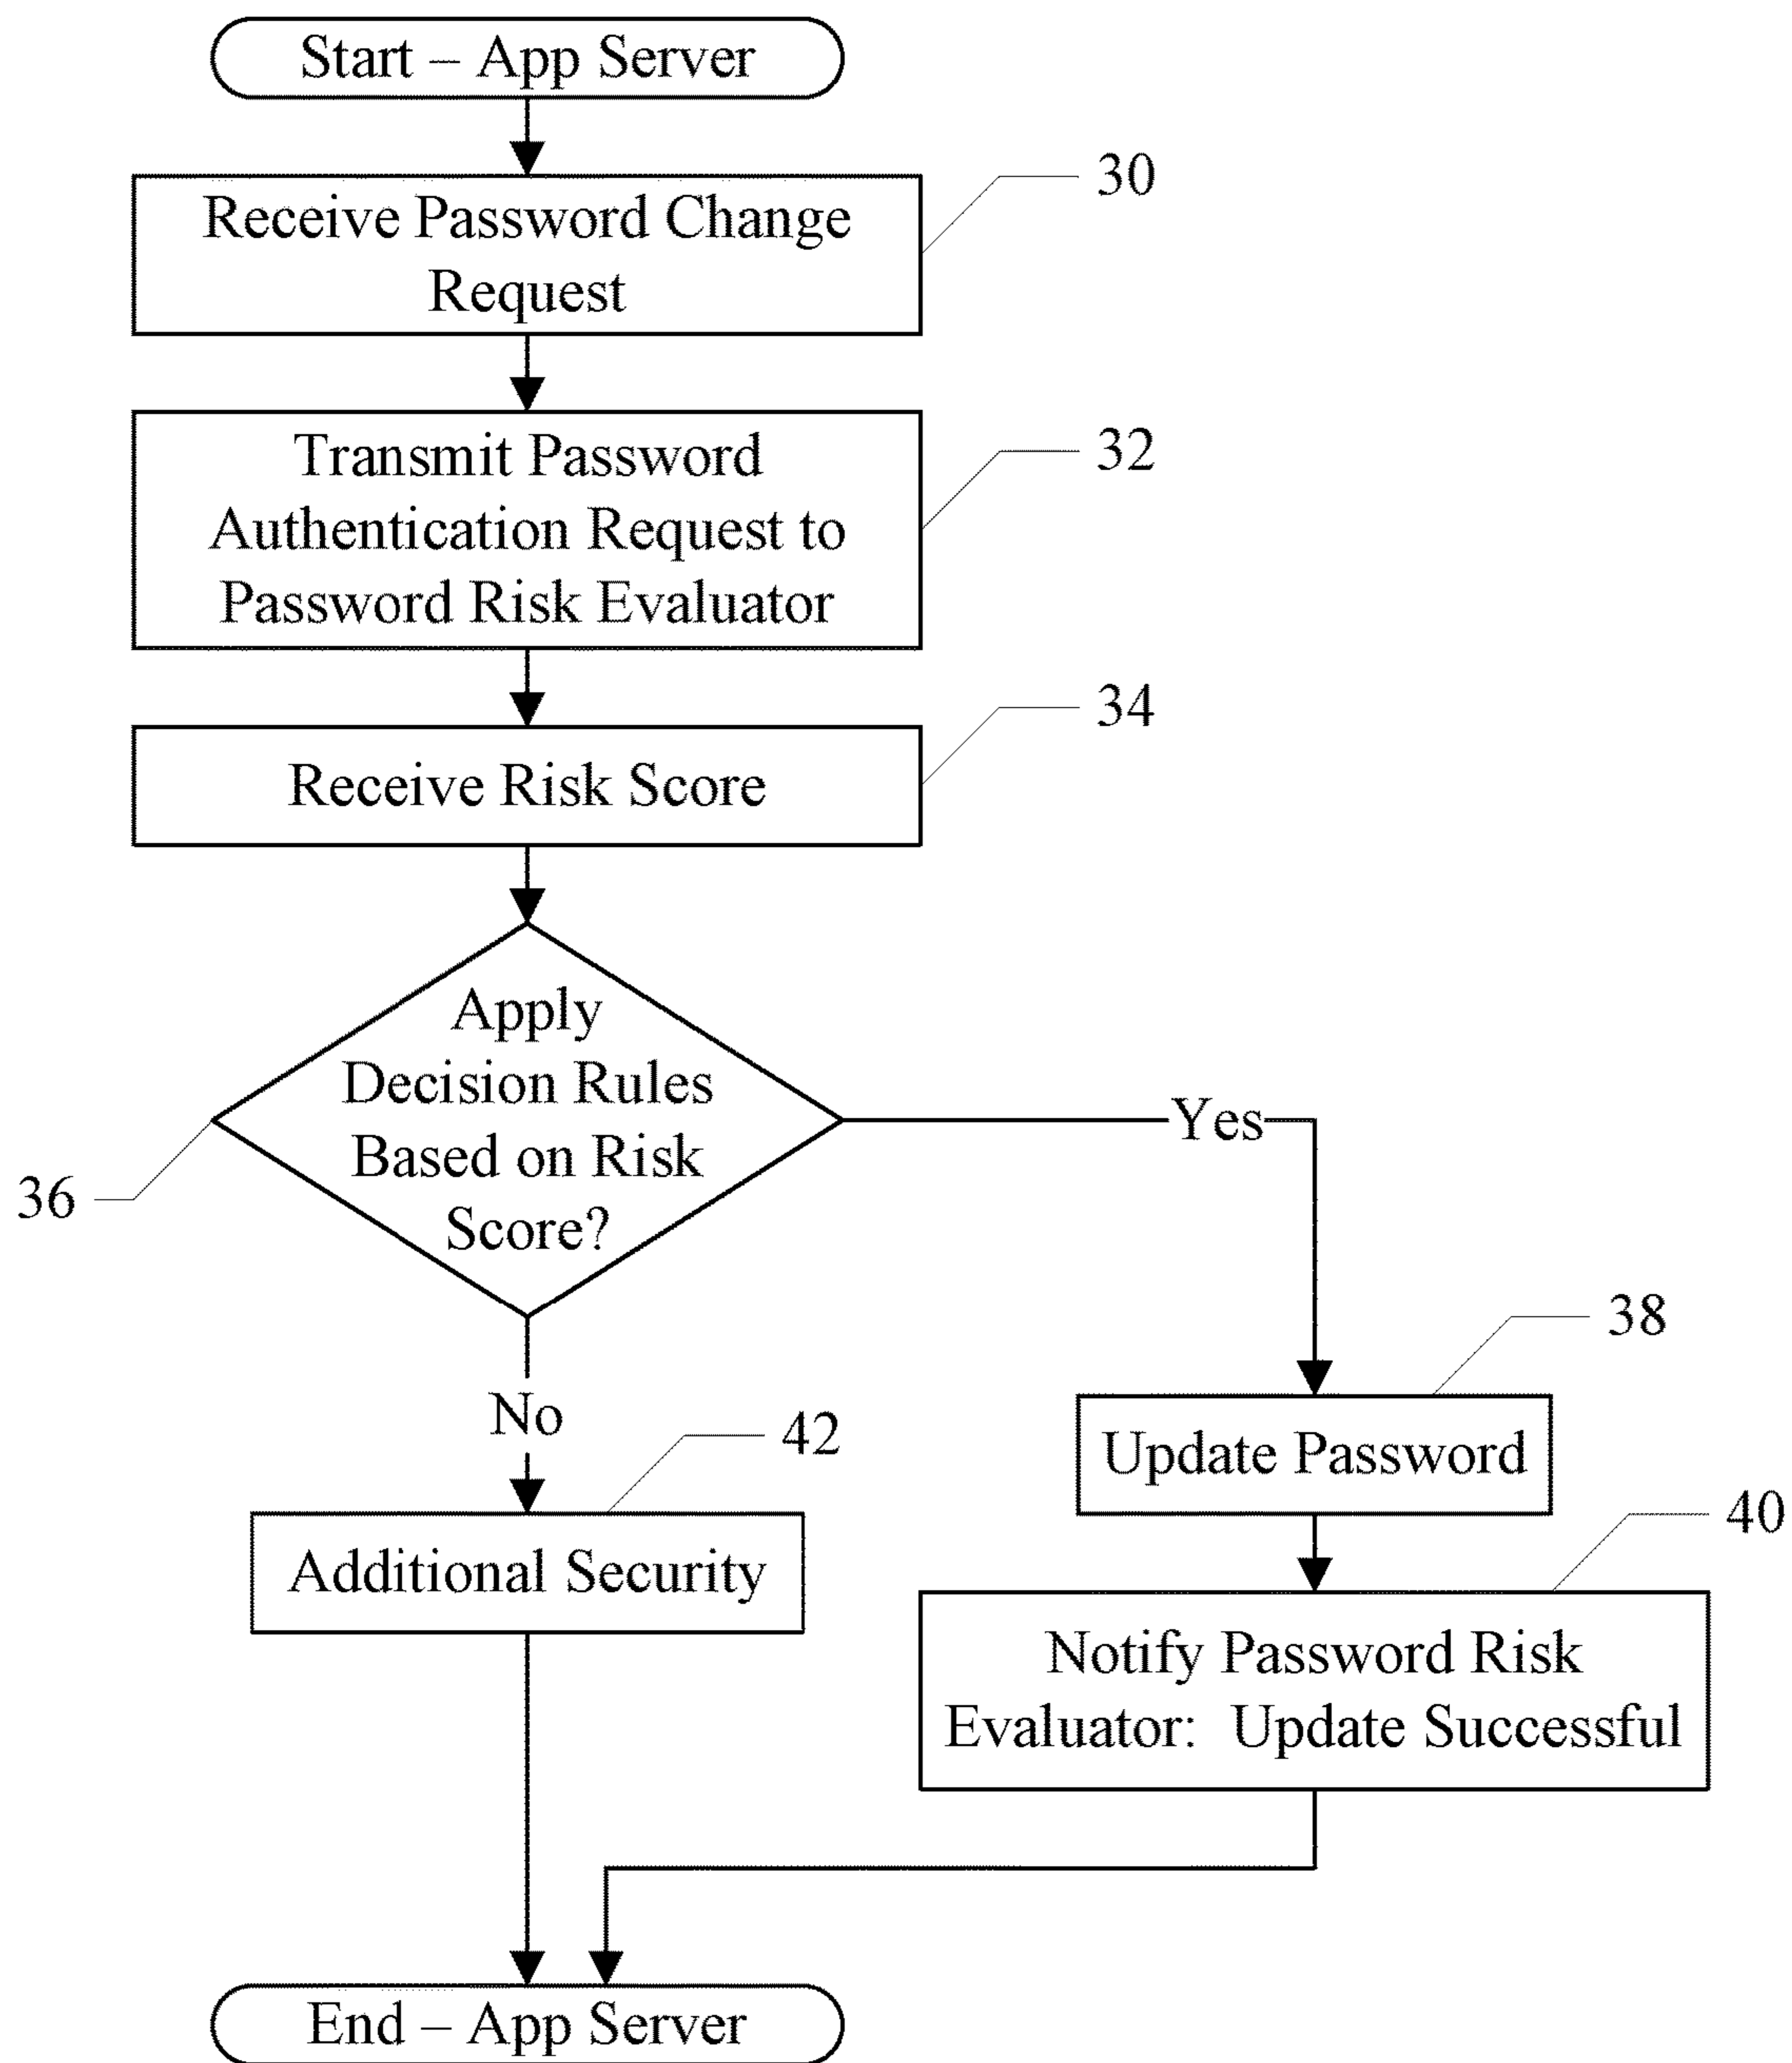 Start – App Server
Receive Password Change
Request
30
Transmit Password
Authentication Request to
Password Risk Evaluator
32
Receive Risk Score
34
Apply
Decision Rules
Based on Risk
Score?
36
Yes
No
38
Update Password
42
Additional Security
40
Notify Password Risk
Evaluator:  Update Successful
End – App Server